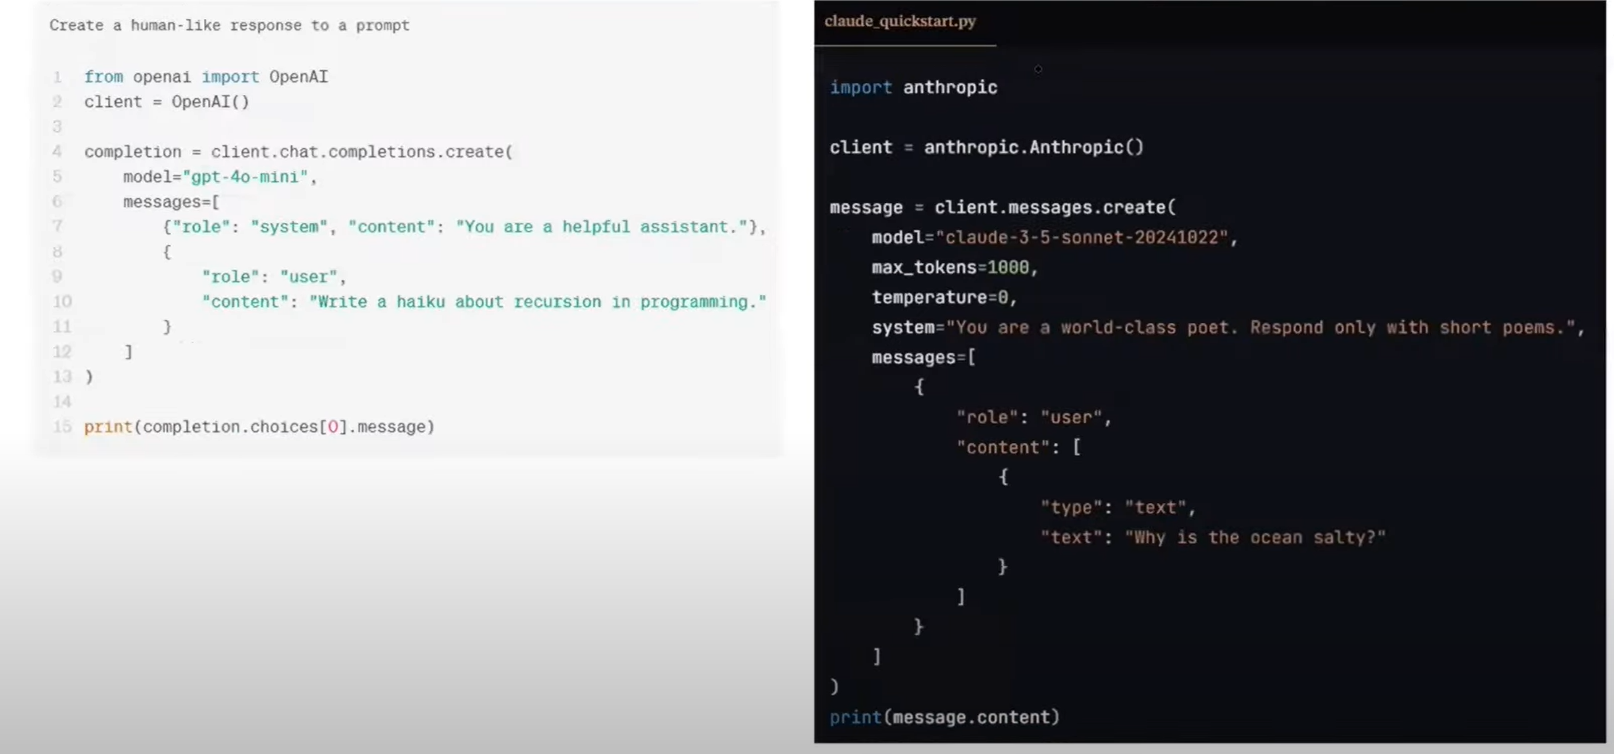 Create a human-like response to a prompt
1 from openai import OpenAI
2 client = OpenAI()
3
4 completion = client.chat.completions.create(
5     model="gpt-4o-mini",
6     messages=[
7         {"role": "system", "content": "You are a helpful assistant."},
8         {
9             "role": "user",
10             "content": "Write a haiku about recursion in programming."
11         }
12     ]
13 )
14
15 print(completion.choices[0].message)
claude_quickstart.py
import anthropic
client = anthropic.Anthropic()
message = client.messages.create(
    model="claude-3-5-sonnet-20241022",
    max_tokens=1000,
    temperature=0,
    system="You are a world-class poet. Respond only with short poems.",
    messages=[
        {
            "role": "user",
            "content": [
                {
                    "type": "text",
                    "text": "Why is the ocean salty?"
                }
            ]
        }
    ]
)
print(message.content)